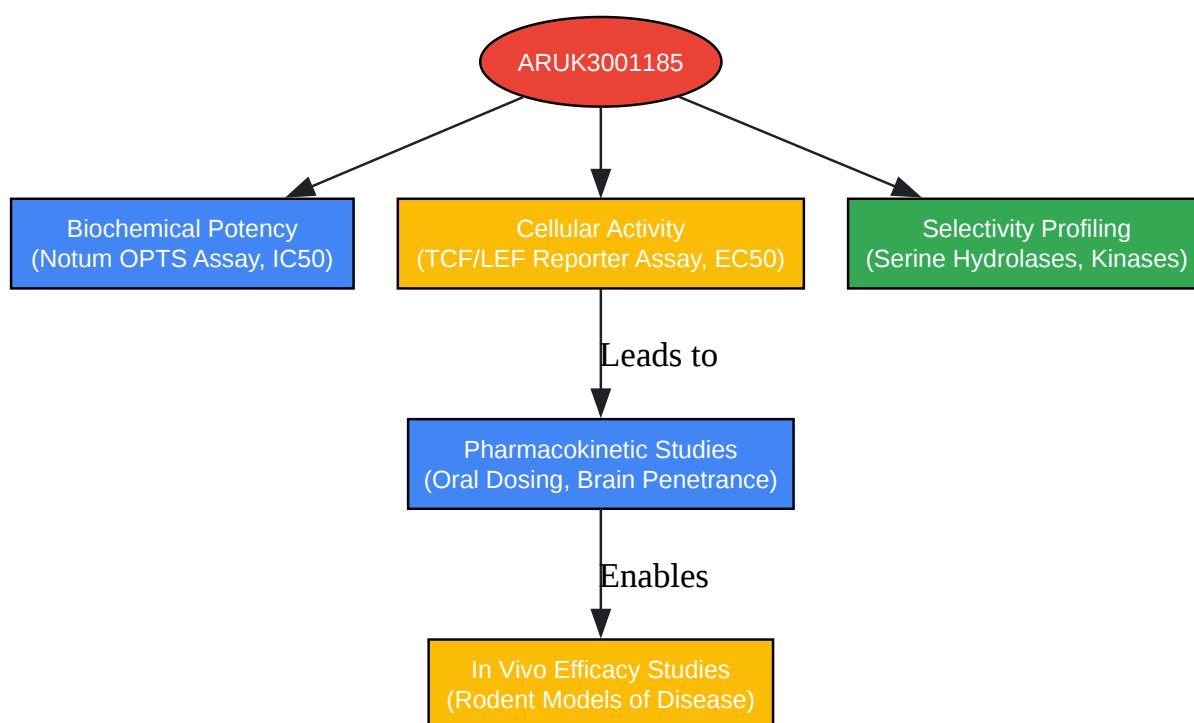 ARUK3001185
Biochemical Potency
(Notum OPTS Assay, IC50)
Cellular Activity
(TCF/LEF Reporter Assay, EC50)
Selectivity Profiling
(Serine Hydrolases, Kinases)
Leads to
Pharmacokinetic Studies
(Oral Dosing, Brain Penetrance)
Enables
In Vivo Efficacy Studies
(Rodent Models of Disease)